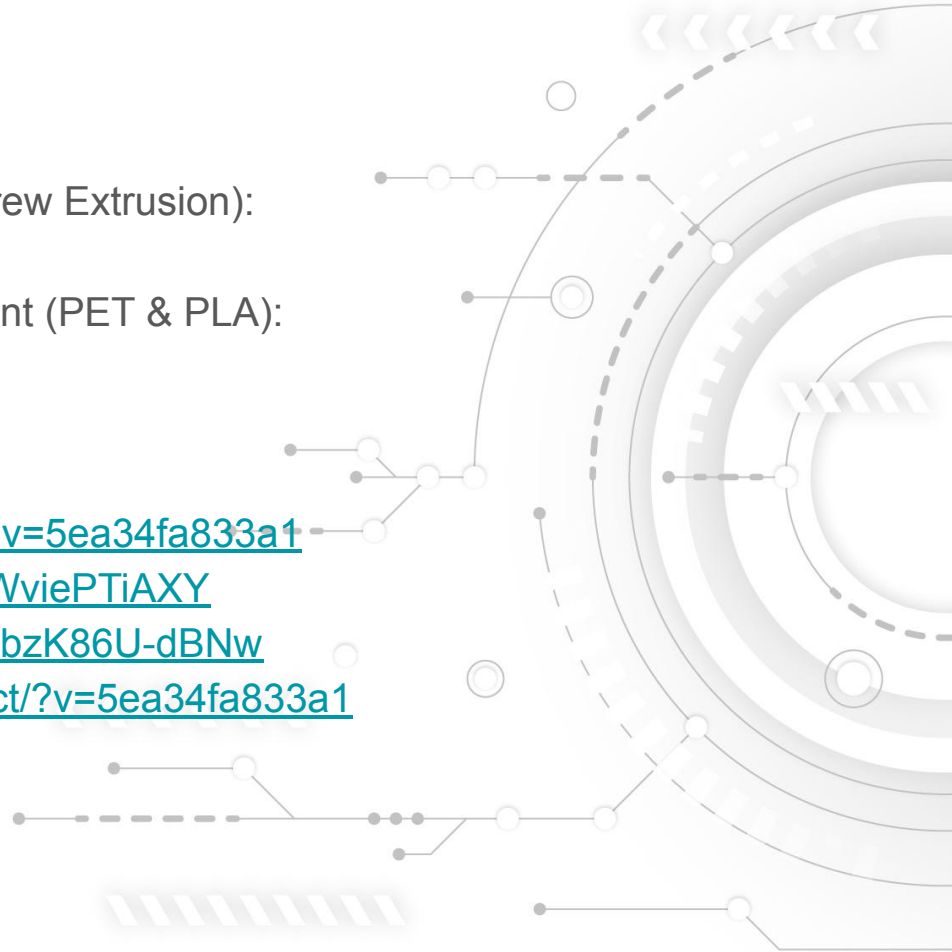 rew Extrusion):
nt (PET & PLA):
v=5ea34fa833a1
WviePTiAXY
bzK86U-dBNw
ct/?v=5ea34fa833a1